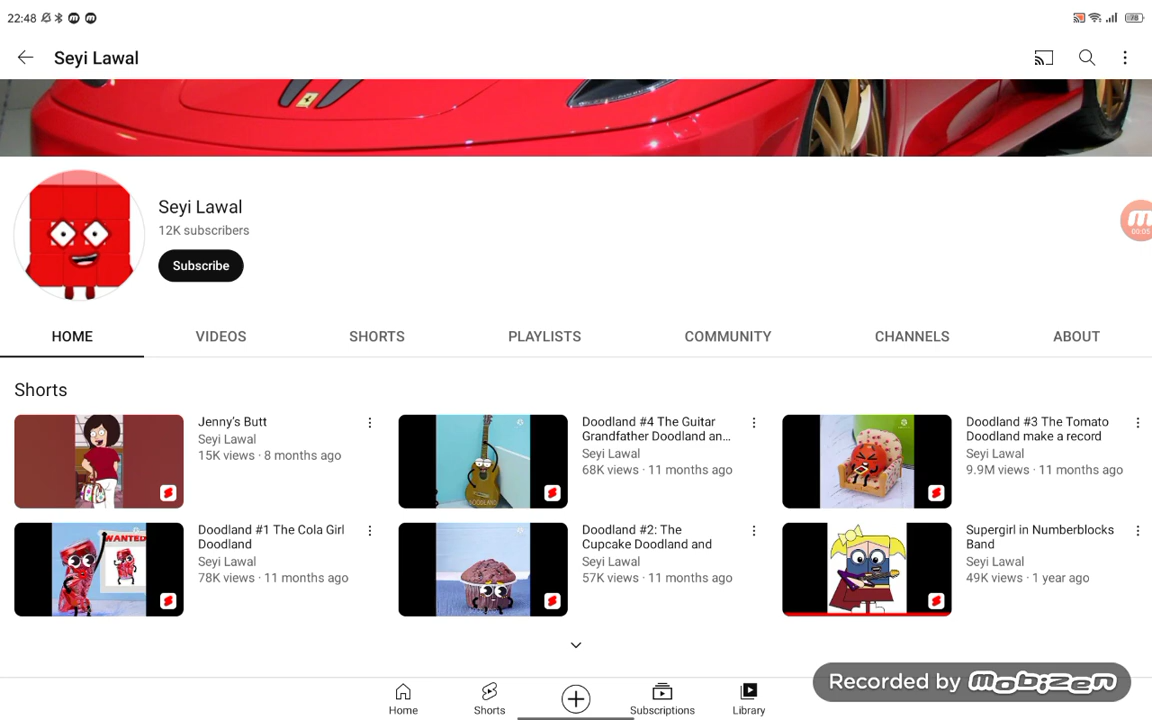 22:48
Seyi Lawal
Seyi Lawal
12K subscribers
Subscribe
HOME
VIDEOS
SHORTS
PLAYLISTS
COMMUNITY
CHANNELS
ABOUT
Shorts
Jenny's Butt
Seyi Lawal
15K views · 8 months ago
Doodland #4 The Guitar
Grandfather Doodland an...
Seyi Lawal
68K views · 11 months ago
DOODLAND
Doodland #3 The Tomato
Doodland make a record
Seyi Lawal
9.9M views · 11 months ago
WANTED
Doodland #1 The Cola Girl
Doodland
Seyi Lawal
78K views · 11 months ago
Doodland #2: The
Cupcake Doodland and
Seyi Lawal
57K views · 11 months ago
Supergirl in Numberblocks
Band
Seyi Lawal
49K views · 1 year ago
Home
Shorts
Subscriptions
Library
Recorded by mobizen